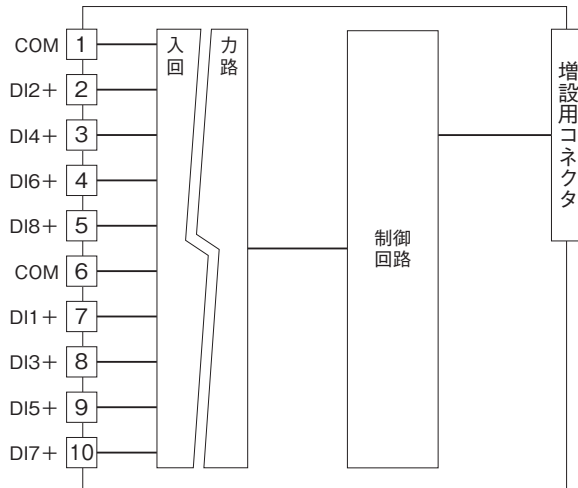 COM 1
DI2+ 2
DI4+ 3
DI6+ 4
DI8+ 5
COM 6
DI1+ 7
DI3+ 8
DI5+ 9
DI7+ 10
入力
回路
制御
回路
増設用コネクタ